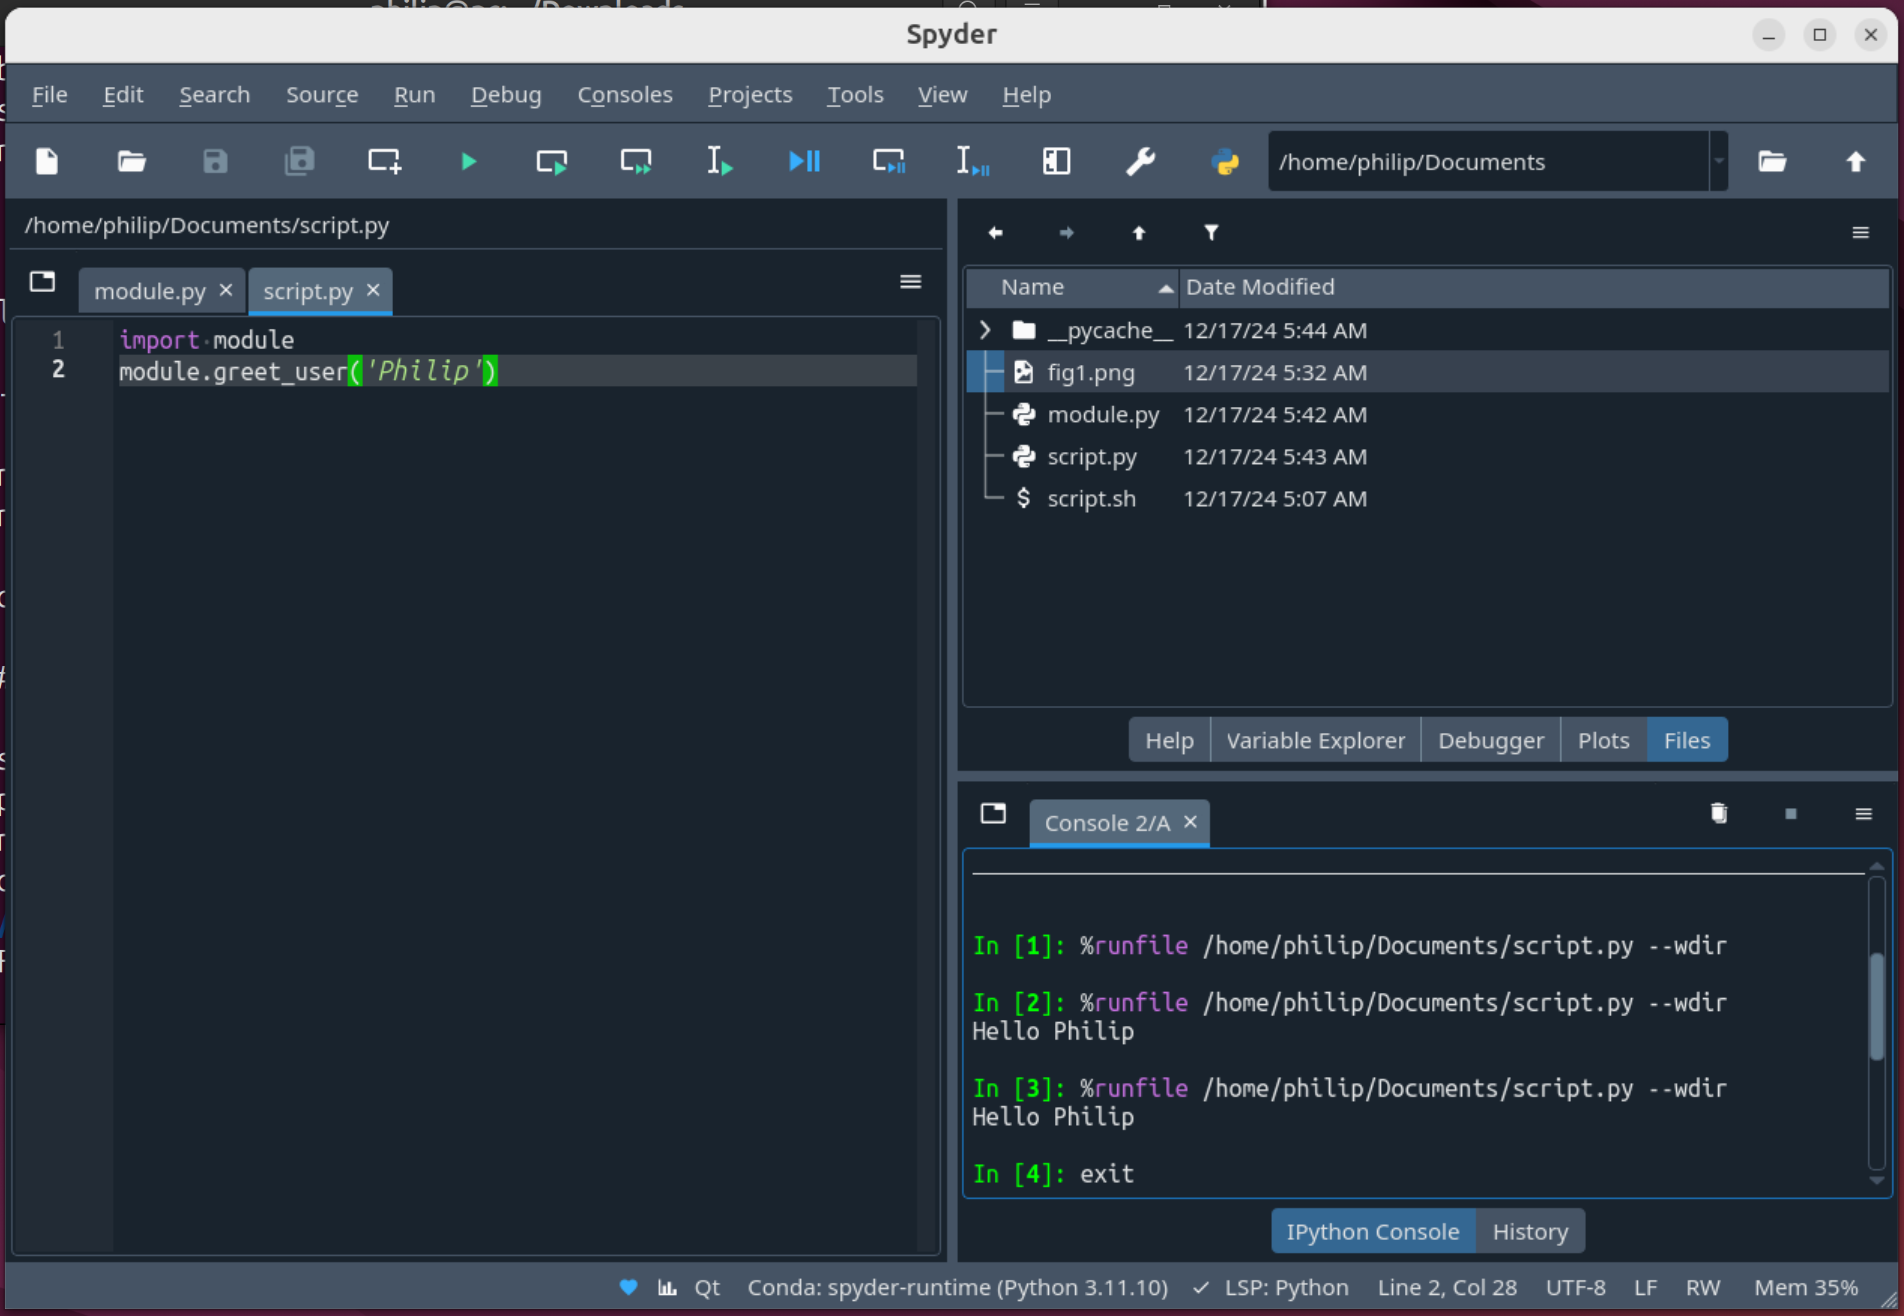 Spyder
File Edit Search Source Run Debug Consoles Projects Tools View Help
/home/philip/Documents
/home/philip/Documents/script.py
module.py script.py
1 import module
2 module.greet_user('Philip')
Name Date Modified
__pycache__ 12/17/24 5:44 AM
fig1.png 12/17/24 5:32 AM
module.py 12/17/24 5:42 AM
script.py 12/17/24 5:43 AM
script.sh 12/17/24 5:07 AM
Help Variable Explorer Debugger Plots Files
Console 2/A
In [1]: %runfile /home/philip/Documents/script.py --wdir
In [2]: %runfile /home/philip/Documents/script.py --wdir
Hello Philip
In [3]: %runfile /home/philip/Documents/script.py --wdir
Hello Philip
In [4]: exit
IPython Console History
Qt Conda: spyder-runtime (Python 3.11.10) ✓ LSP: Python Line 2, Col 28 UTF-8 LF RW Mem 35%